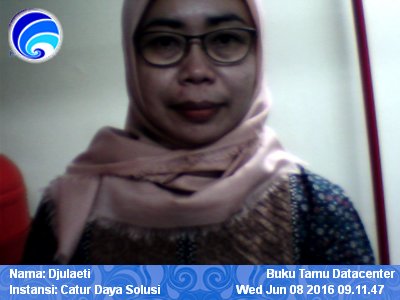 Nama: Djulaeti Buku Tamu Datacenter
Instansi: Catur Daya Solusi Wed Jun 08 2016 09.11.47